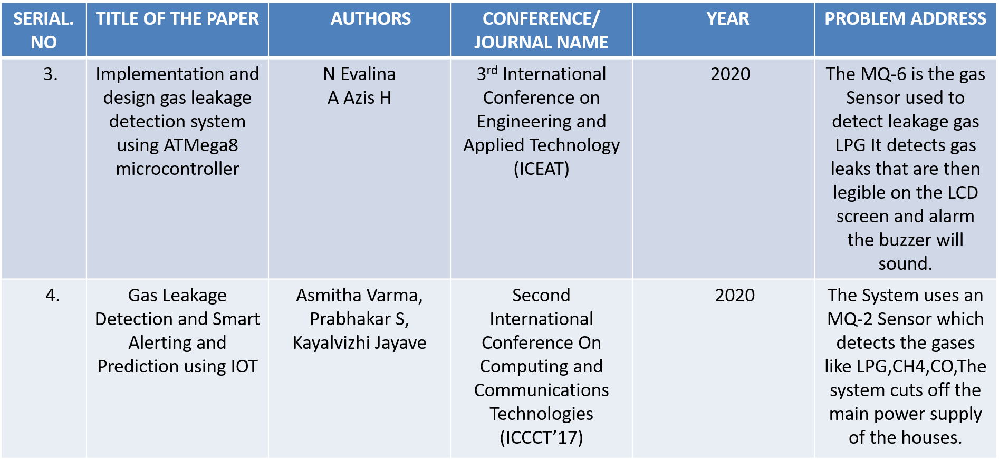 SERIAL.
NO
TITLE OF THE PAPER
AUTHORS
CONFERENCE/
JOURNAL NAME
YEAR
PROBLEM ADDRESS
3.
Implementation and
design gas leakage
detection system
using ATMega8
microcontroller
N Evalina
A Azis H
3rd International
Conference on
Engineering and
Applied Technology
(ICEAT)
2020
The MQ-6 is the gas
Sensor used to
detect leakage gas
LPG It detects gas
leaks that are then
legible on the LCD
screen and alarm
the buzzer will
sound.
4.
Gas Leakage
Detection and Smart
Alerting and
Prediction using IOT
Asmitha Varma,
Prabhakar S,
Kayalvizhi Jayave
Second
International
Conference On
Computing and
Communications
Technologies
(ICCCT’17)
2020
The System uses an
MQ-2 Sensor which
detects the gases
like LPG,CH4,CO,The
system cuts off the
main power supply
of the houses.